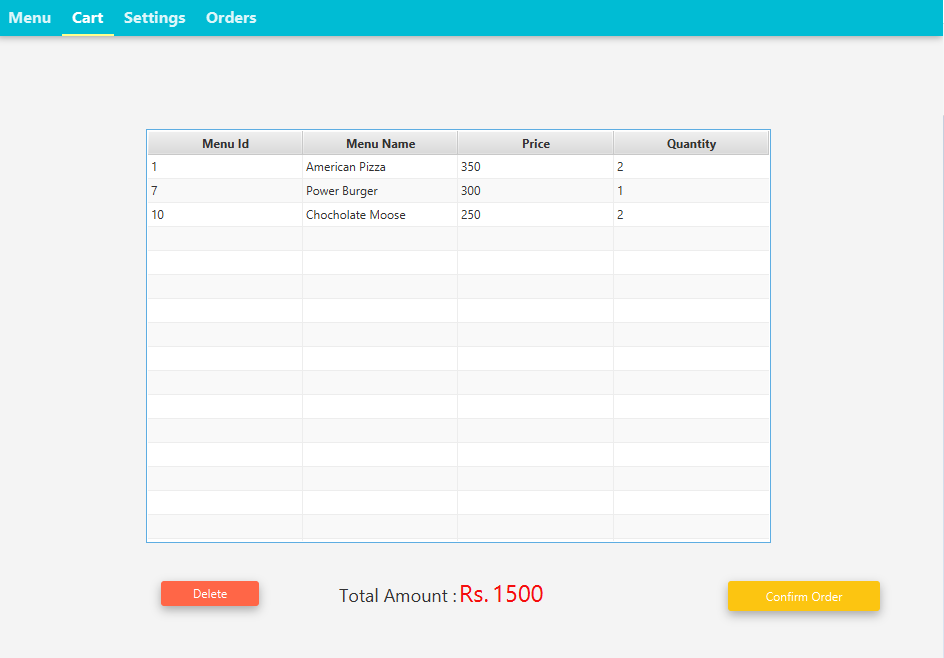 Menu Cart Settings Orders
Menu Id Menu Name Price Quantity
1 American Pizza 350 2
7 Power Burger 300 1
10 Chocholate Moose 250 2
Delete Total Amount : Rs. 1500 Confirm Order